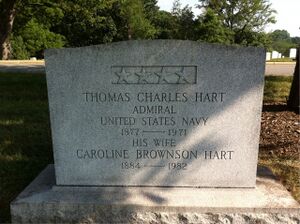 THOMAS CHARLES HART
ADMIRAL
UNITED STATES NAVY
1877 — 1971
HIS WIFE
CAROLINE BROWNSON HART
1884 — 1982